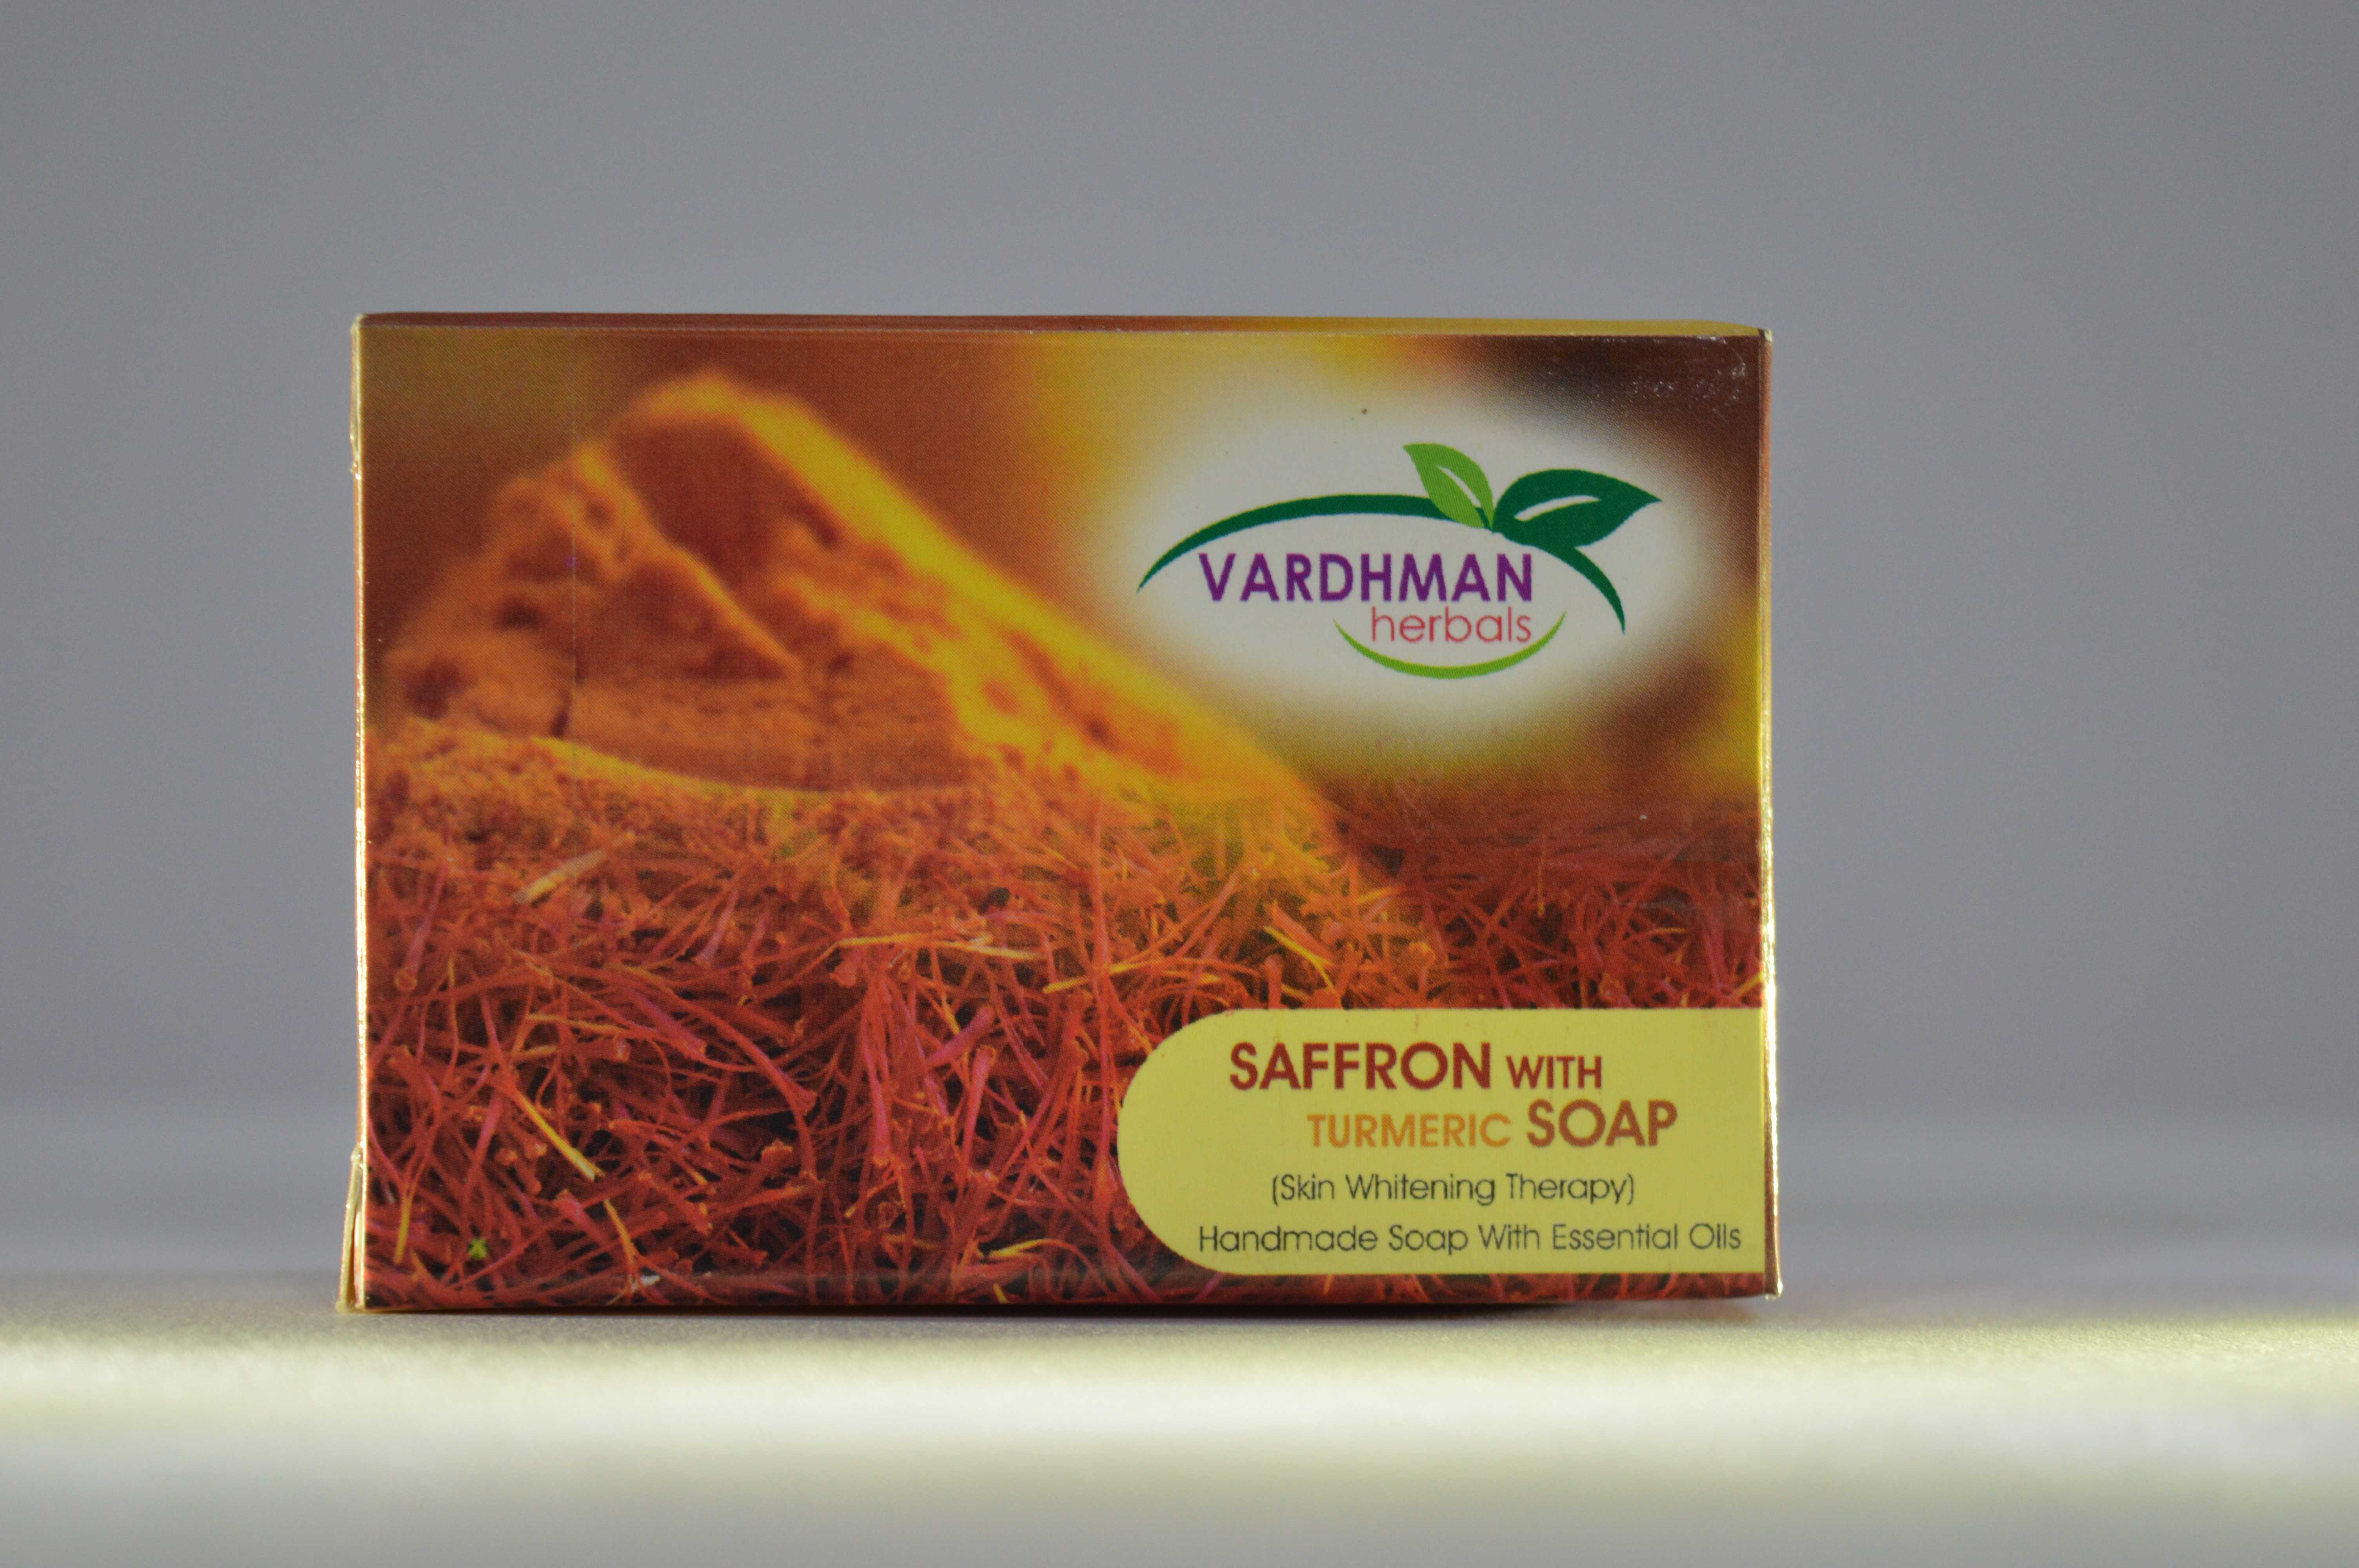 VARDHMAN
herbals
SAFFRON WITH
TURMERIC SOAP
(Skin Whitening Therapy)
Handmade Soap With Essential Oils